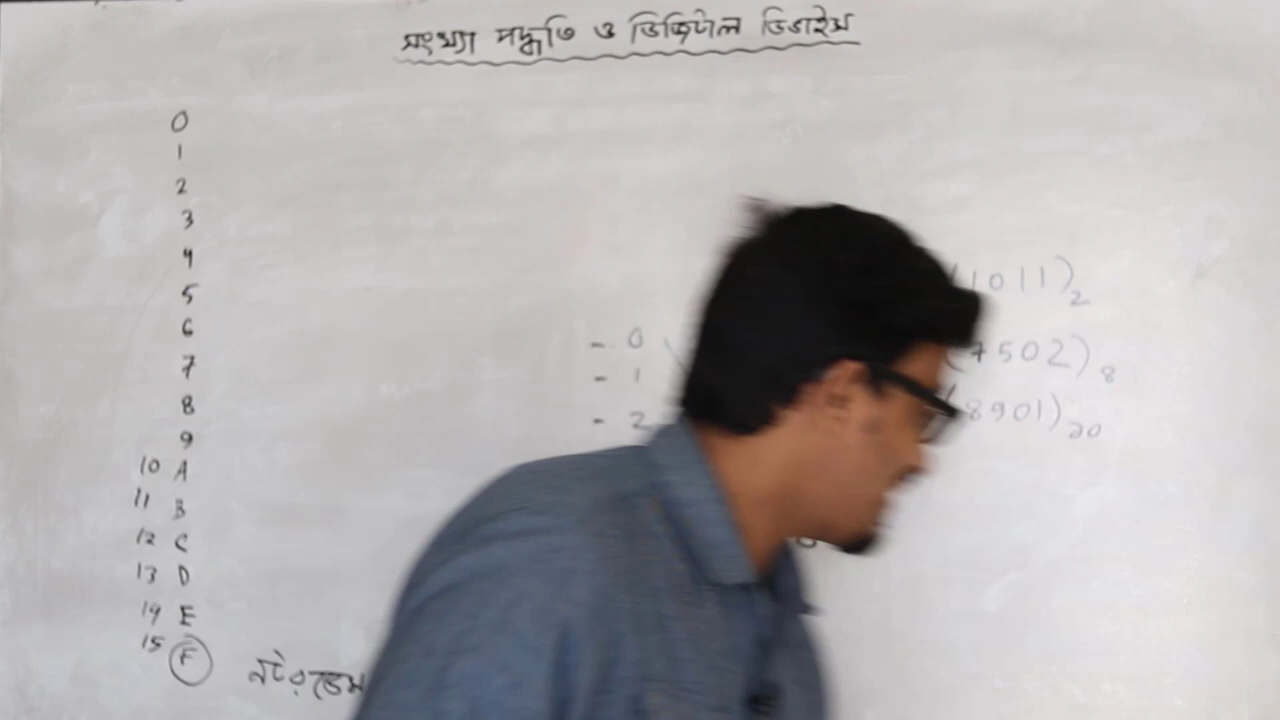 সংখ্যা পদ্ধতি ও ডিজিটাল ডিভাইস
0
1
2
3
4
5
6
7
8
9
10 A
11 B
12 C
13 D
14 E
15 F
নটরডেম
- 0
- 1
- 2
1011)2
(7502)8
8901)20